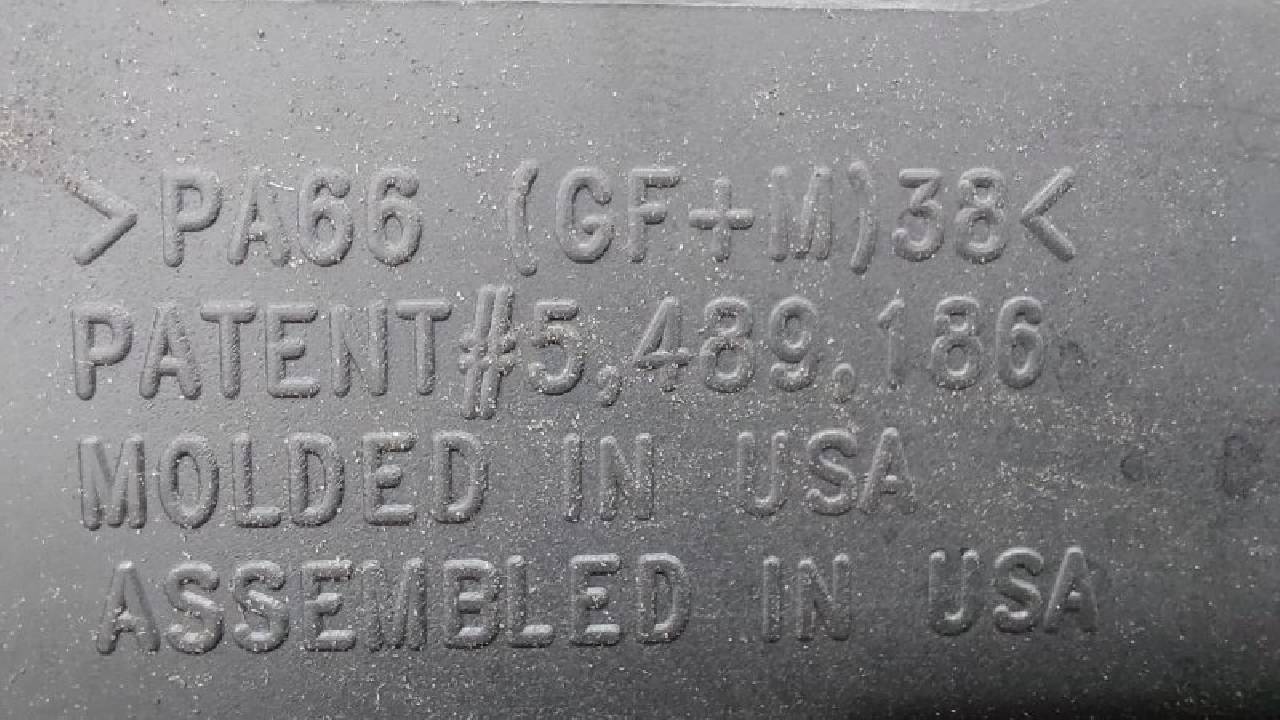 >PA66 (GF+M)38<
PATENT#5,489,186
MOLDED IN USA
ASSEMBLED IN USA